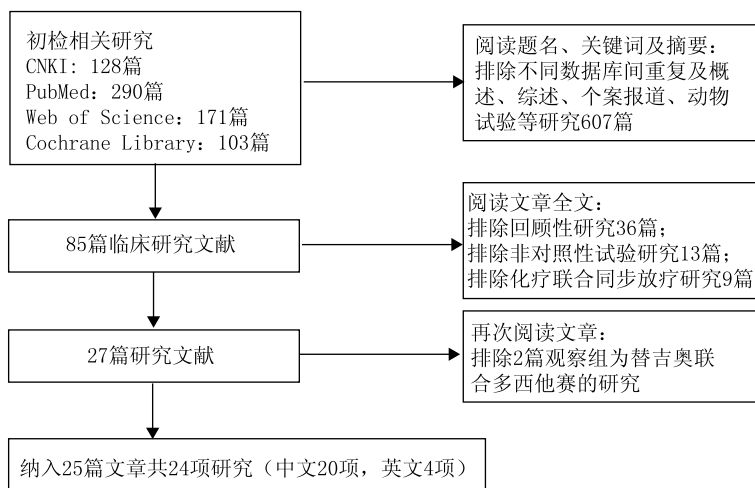 初检相关研究
CNKI: 128篇
PubMed: 290篇
Web of Science: 171篇
Cochrane Library: 103篇
阅读题名、关键词及摘要:
排除不同数据库间重复及概
述、综述、个案报道、动物
试验等研究607篇
85篇临床研究文献
阅读文章全文:
排除回顾性研究36篇;
排除非对照性试验研究13篇;
排除化疗联合同步放疗研究9篇
27篇研究文献
再次阅读文章:
排除2篇观察组为替吉奥联
合多西他赛的研究
纳入25篇文章共24项研究（中文20项，英文4项）